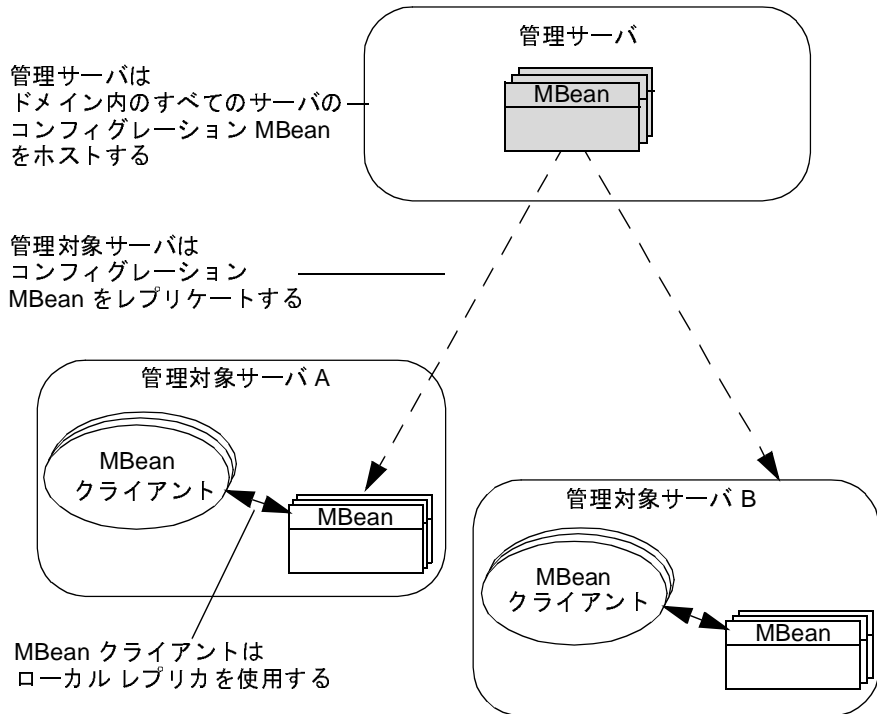 管理サーバ
MBean
管理サーバは
ドメイン内のすべてのサーバの
コンフィグレーション MBean
をホストする
管理対象サーバは
コンフィグレーション
MBean をレプリケートする
管理対象サーバ A
MBean
クライアント
MBean
管理対象サーバ B
MBean
クライアント
MBean
MBean クライアントは
ローカル レプリカを使用する